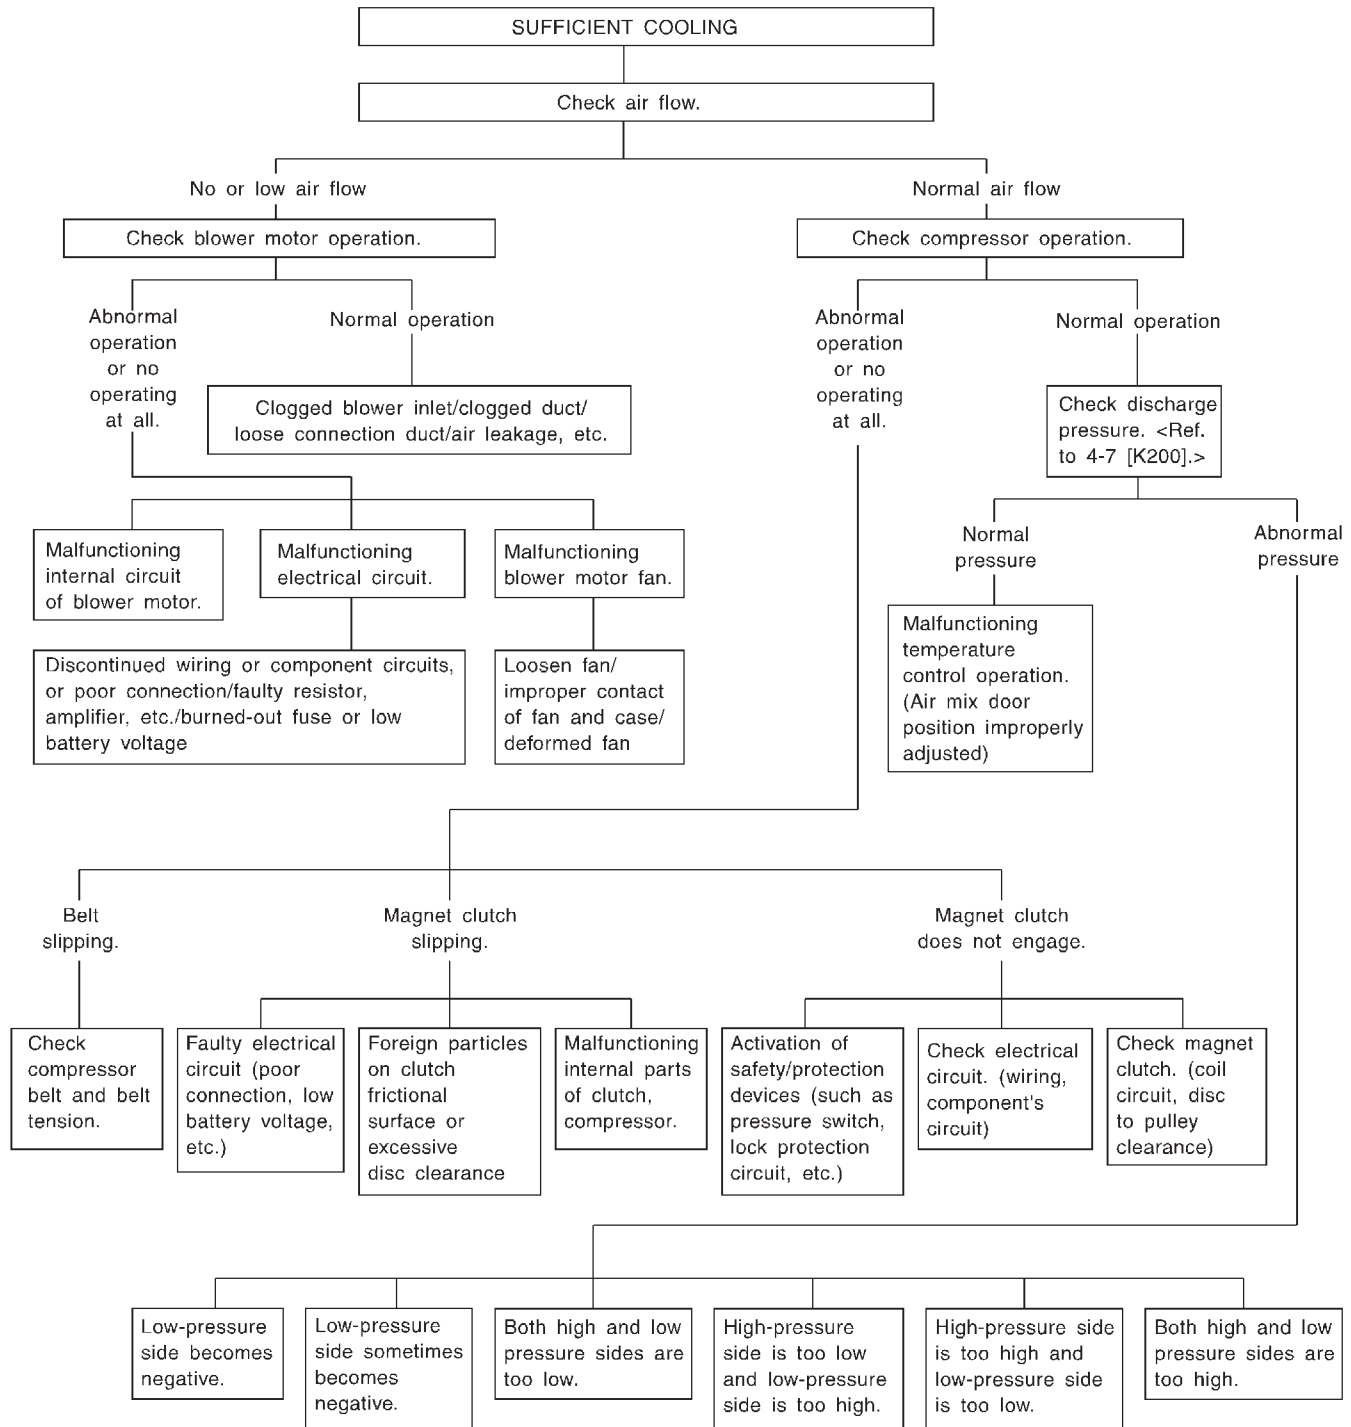 SUFFICIENT COOLING
Check air flow.
No or low air flow
Normal air flow
Check blower motor operation.
Check compressor operation.
Abnormal
operation
or no
operating
at all.
Normal operation
Abnormal
operation
or no
operating
at all.
Normal operation
Clogged blower inlet/clogged duct/
loose connection duct/air leakage, etc.
Check discharge
pressure. <Ref.
to 4-7 [K200].>
Malfunctioning
internal circuit
of blower motor.
Malfunctioning
electrical circuit.
Malfunctioning
blower motor fan.
Normal
pressure
Abnormal
pressure
Discontinued wiring or component circuits,
or poor connection/faulty resistor,
amplifier, etc./burned-out fuse or low
battery voltage
Loosen fan/
improper contact
of fan and case/
deformed fan
Malfunctioning
temperature
control operation.
(Air mix door
position improperly
adjusted)
Belt
slipping.
Magnet clutch
slipping.
Magnet clutch
does not engage.
Check
compressor
belt and belt
tension.
Faulty electrical
circuit (poor
connection, low
battery voltage,
etc.)
Foreign particles
on clutch
frictional
surface or
excessive
disc clearance
Malfunctioning
internal parts
of clutch,
compressor.
Activation of
safety/protection
devices (such as
pressure switch,
lock protection
circuit, etc.)
Check electrical
circuit. (wiring,
component's
circuit)
Check magnet
clutch. (coil
circuit, disc
to pulley
clearance)
Low-pressure
side becomes
negative.
Low-pressure
side sometimes
becomes
negative.
Both high and low
pressure sides are
too low.
High-pressure
side is too low
and low-pressure
side is too high.
High-pressure side
is too high and
low-pressure side
is too low.
Both high and low
pressure sides are
too high.